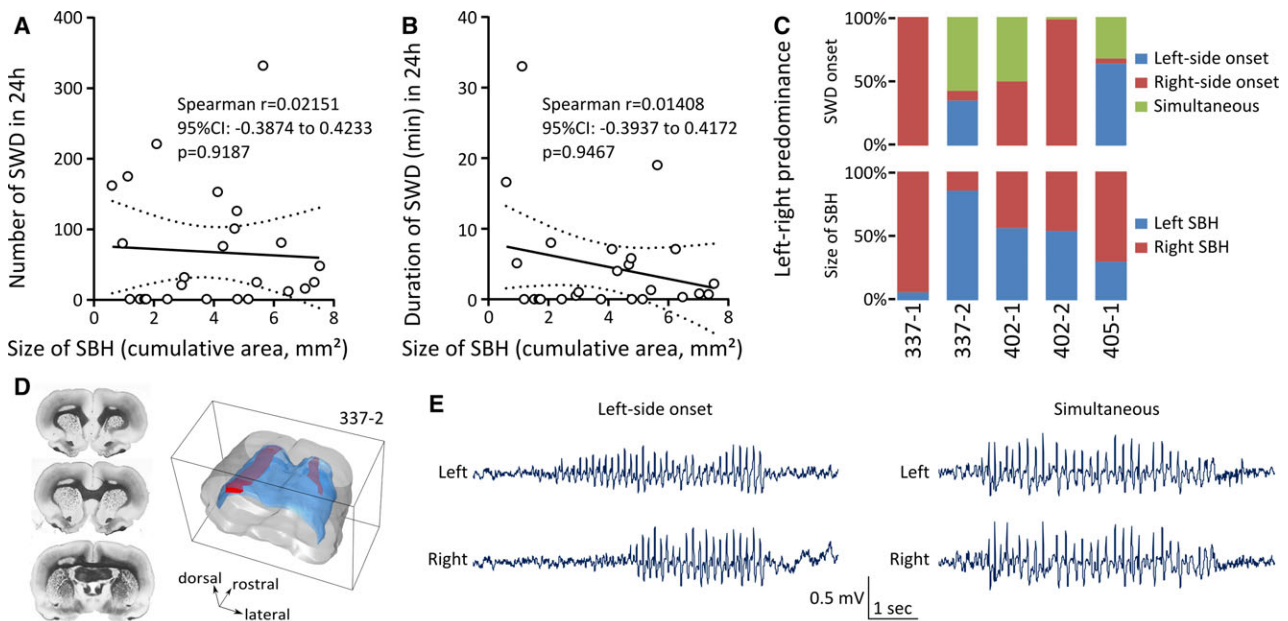 A
Number of SWD in 24h
400
300
200
100
0
Spearman r=0.02151
95%CI: -0.3874 to 0.4233
p=0.9187
0 2 4 6 8
Size of SBH (cumulative area, mm²)
B
Duration of SWD (min) in 24h
40
30
20
10
0
Spearman r=0.01408
95%CI: -0.3937 to 0.4172
p=0.9467
0 2 4 6 8
Size of SBH (cumulative area, mm²)
C
Left-right predominance
SWD onset
100%
50%
0%
Left-side onset
Right-side onset
Simultaneous
Size of SBH
100%
50%
0%
Left SBH
Right SBH
337-1
337-2
402-1
402-2
405-1
D
337-2
dorsal
rostral
lateral
E
Left-side onset
Simultaneous
Left
Left
Right
Right
0.5 mV
1 sec